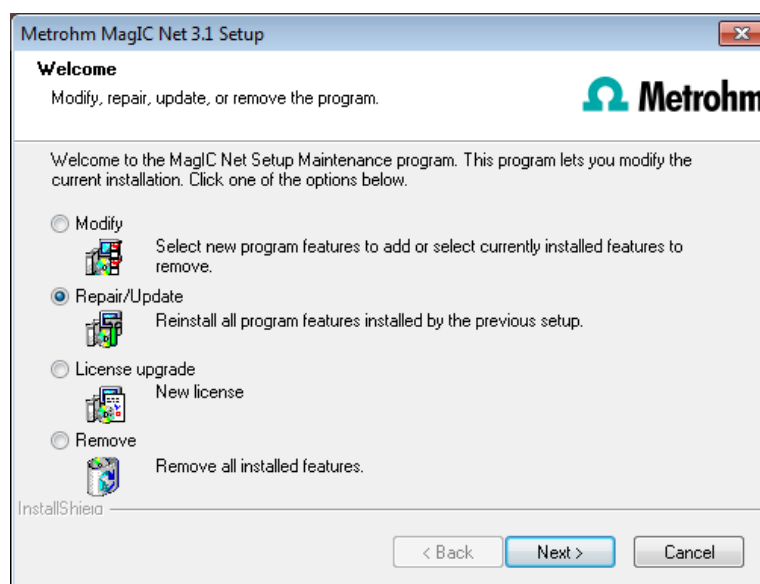 Metrohm MagIC Net 3.1 Setup
Welcome
Modify, repair, update, or remove the program.
Metrohm
Welcome to the MagIC Net Setup Maintenance program. This program lets you modify the
current installation. Click one of the options below.
Modify
Select new program features to add or select currently installed features to
remove.
Repair/Update
Reinstall all program features installed by the previous setup.
License upgrade
New license
Remove
Remove all installed features.
InstallShield
< Back
Next >
Cancel